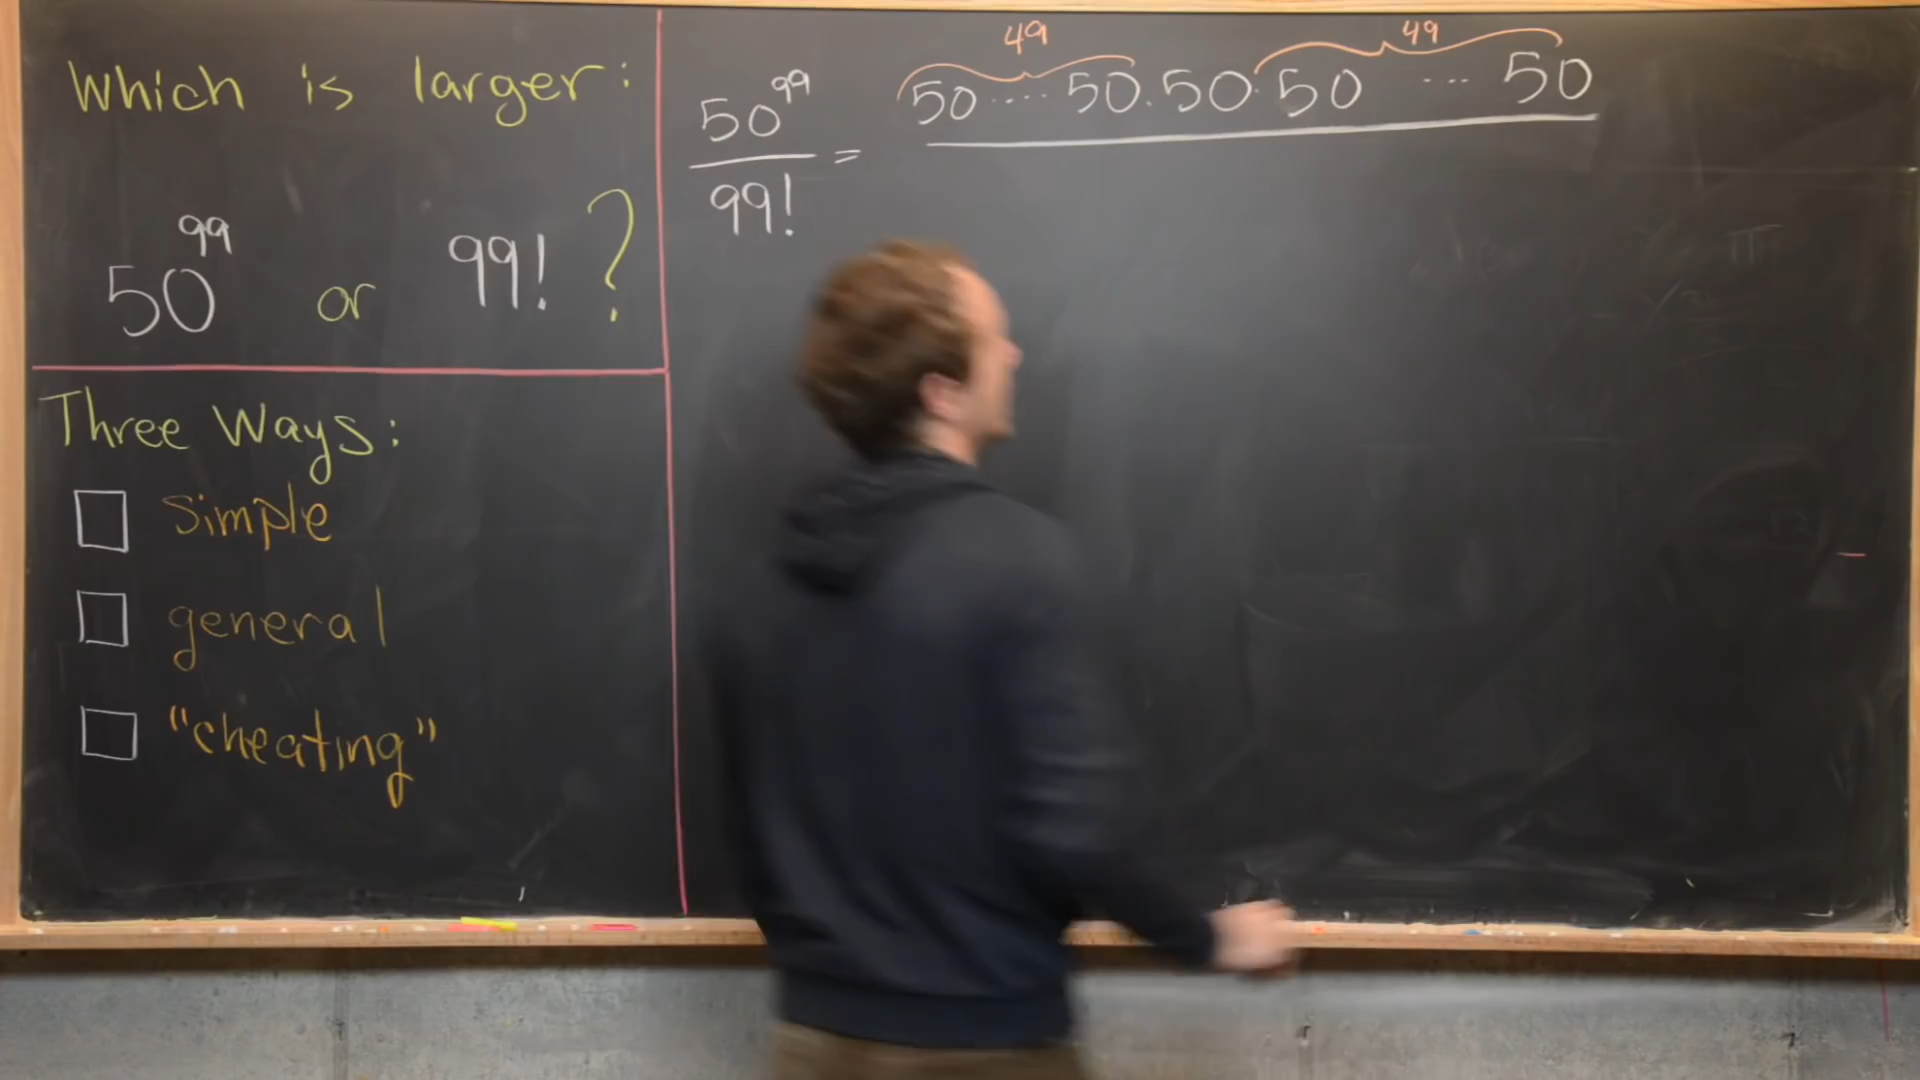 Which is larger:
50^99 or 99! ?
Three Ways:
simple
general
"cheating"
49 49
50^99 / 99! = 50 .... 50 . 50 . 50 ... 50